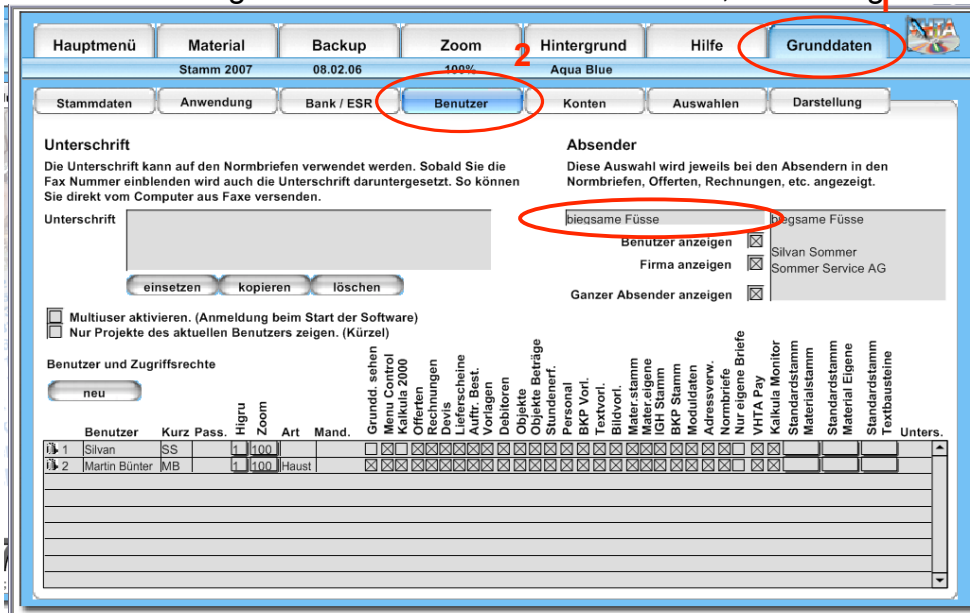 1
Hauptmenü Material Backup Zoom Hintergrund Hilfe Grunddaten
2
Stamm 2007 08.02.06 100% Aqua Blue
VHTA
Stammdaten Anwendung Bank / ESR Benutzer Konten Auswahlen Darstellung
Unterschrift
Die Unterschrift kann auf den Normbriefen verwendet werden. Sobald Sie die
Fax Nummer einblenden wird auch die Unterschrift daruntergesetzt. So können
Sie direkt vom Computer aus Faxe versenden.
Unterschrift
einsetzen kopieren löschen
Absender
Diese Auswahl wird jeweils bei den Absendern in den
Normbriefen, Offerten, Rechnungen, etc. angezeigt.
biegsame Füsse
Benutzer anzeigen
Firma anzeigen
Ganzer Absender anzeigen
biegsame Füsse
Silvan Sommer
Sommer Service AG
Multiuser aktivieren. (Anmeldung beim Start der Software)
Nur Projekte des aktuellen Benutzers zeigen. (Kürzel)
Benutzer und Zugriffsrechte
neu
Benutzer Kurz Pass. Higru Zoom Art Mand.
Grundd. sehen
Menu Control
Kalkula 2000
Offerten
Rechnungen
Devis
Lieferscheine
Auftr. Best.
Vorlagen
Debitoren
Objekte
Objekte Beträge
Stundenerf.
Personal
BKP Vorl.
Textvorl.
Bildvorl.
Mater.stamm
Mater.eigene
IGH Stamm
BKP Stamm
Moduldaten
Adressverw.
Normbriefe
Nur eigene Briefe
VHTA Pay
Kalkula Monitor
Standardstamm
Materialstamm
Standardstamm
Material Eigene
Standardstamm
Textbausteine
Unters.
1 Silvan SS 1 100
2 Martin Bünter MB 1 100 Haust